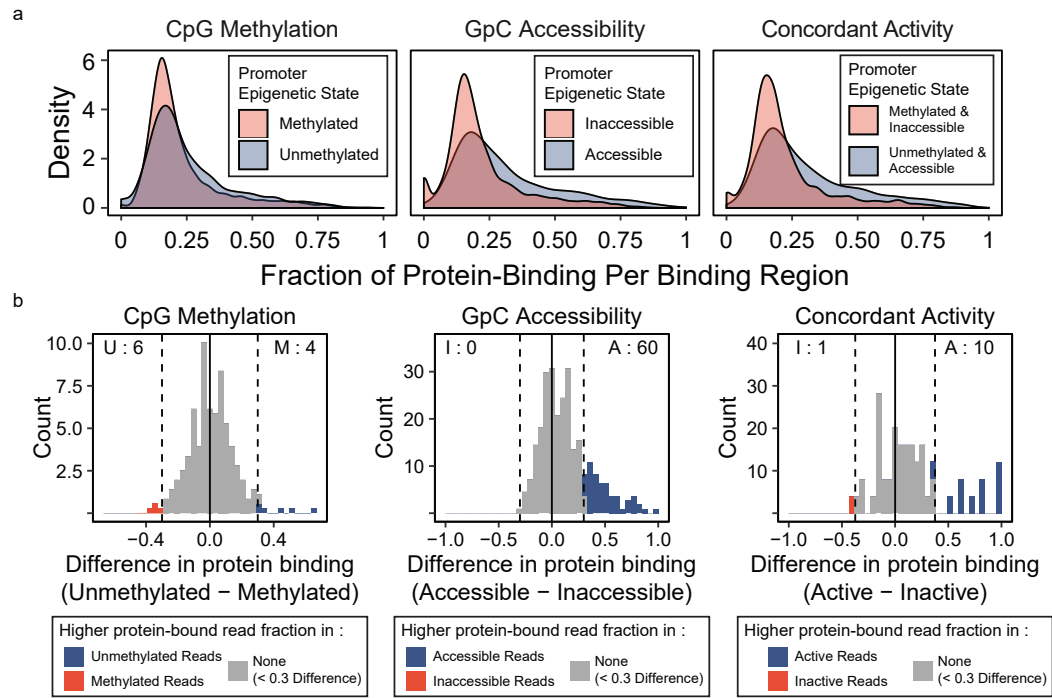 a
CpG Methylation
GpC Accessibility
Concordant Activity
Density
6
4
2
0
Promoter
Epigenetic State
Methylated
Unmethylated
Promoter
Epigenetic State
Inaccessible
Accessible
Promoter
Epigenetic State
Methylated &
Inaccessible
Unmethylated &
Accessible
0 0.25 0.50 0.75 1
0 0.25 0.50 0.75 1
0 0.25 0.50 0.75 1
Fraction of Protein-Binding Per Binding Region
b
CpG Methylation
U : 6 M : 4
Count
10.0
7.5
5.0
2.5
−0.4 0.0 0.4
Difference in protein binding
(Unmethylated − Methylated)
Higher protein-bound read fraction in :
Unmethylated Reads
Methylated Reads
None
(< 0.3 Difference)
GpC Accessibility
I : 0 A : 60
Count
30
20
10
−1.0 −0.5 0.0 0.5 1.0
Difference in protein binding
(Accessible − Inaccessible)
Higher protein-bound read fraction in :
Accessible Reads
Inaccessible Reads
None
(< 0.3 Difference)
Concordant Activity
I : 1 A : 10
Count
40
30
20
10
−1.0 −0.5 0.0 0.5 1.0
Difference in protein binding
(Active − Inactive)
Higher protein-bound read fraction in :
Active Reads
Inactive Reads
None
(< 0.3 Difference)